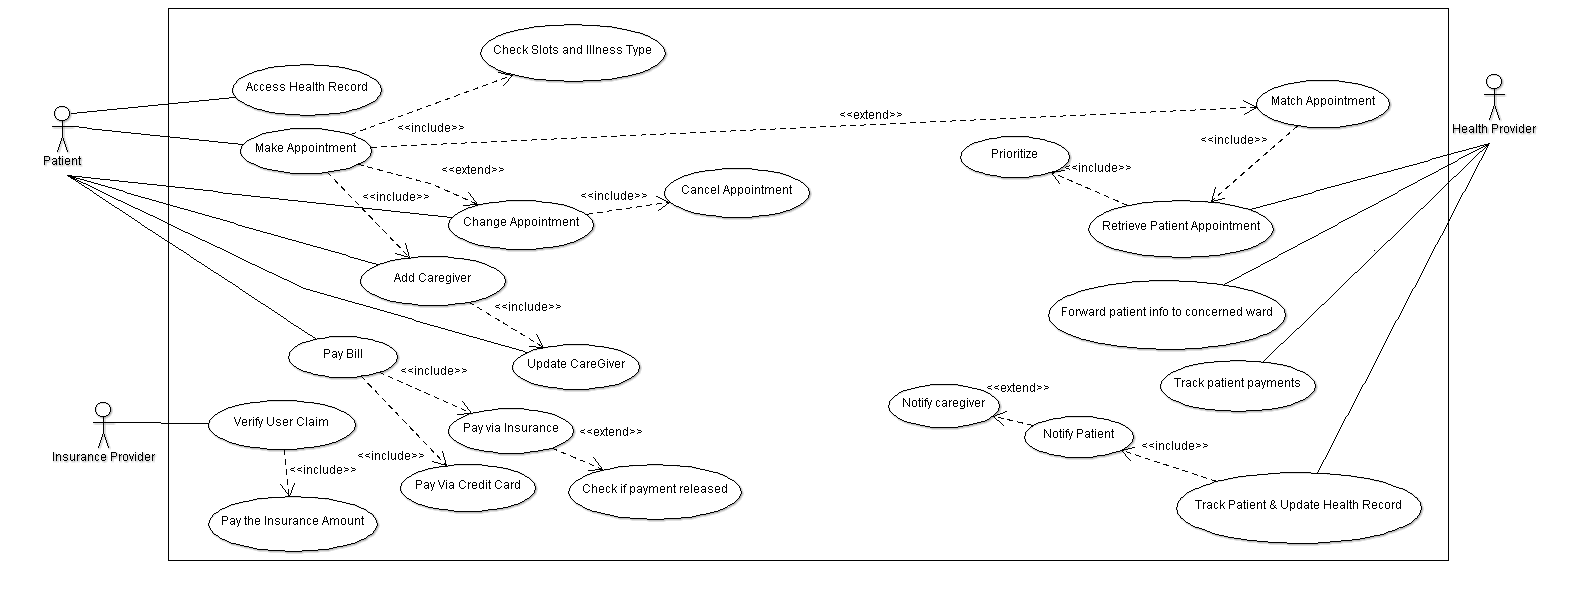 Check Slots and Illness Type
Access Health Record
Match Appointment
<<extend>>
Health Provider
<<include>>
Make Appointment
<<include>>
Patient
Prioritize
<<include>>
<<extend>>
<<include>>
<<include>>
Cancel Appointment
Change Appointment
Retrieve Patient Appointment
Add Caregiver
<<include>>
Forward patient info to concerned ward
Pay Bill
<<include>>
Update CareGiver
Track patient payments
<<extend>>
Notify caregiver
Verify User Claim
Pay via Insurance
<<extend>>
Notify Patient
<<include>>
Insurance Provider
<<include>>
<<include>>
Pay Via Credit Card
Check if payment released
Track Patient & Update Health Record
Pay the Insurance Amount